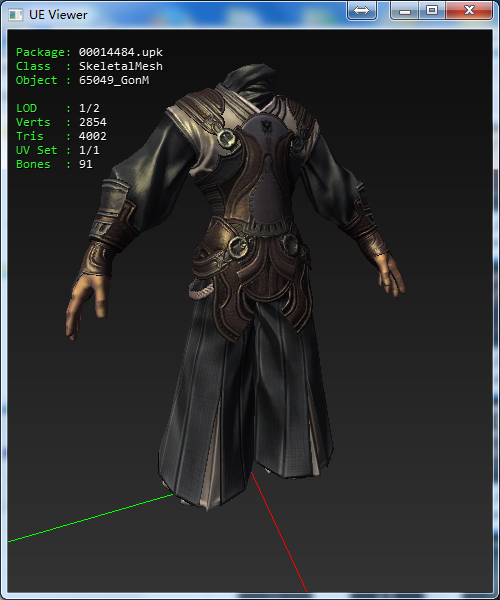 UE Viewer
Package: 00014484.upk
Class : SkeletalMesh
Object : 65049_GonM
LOD : 1/2
Verts : 2854
Tris : 4002
UV Set : 1/1
Bones : 91